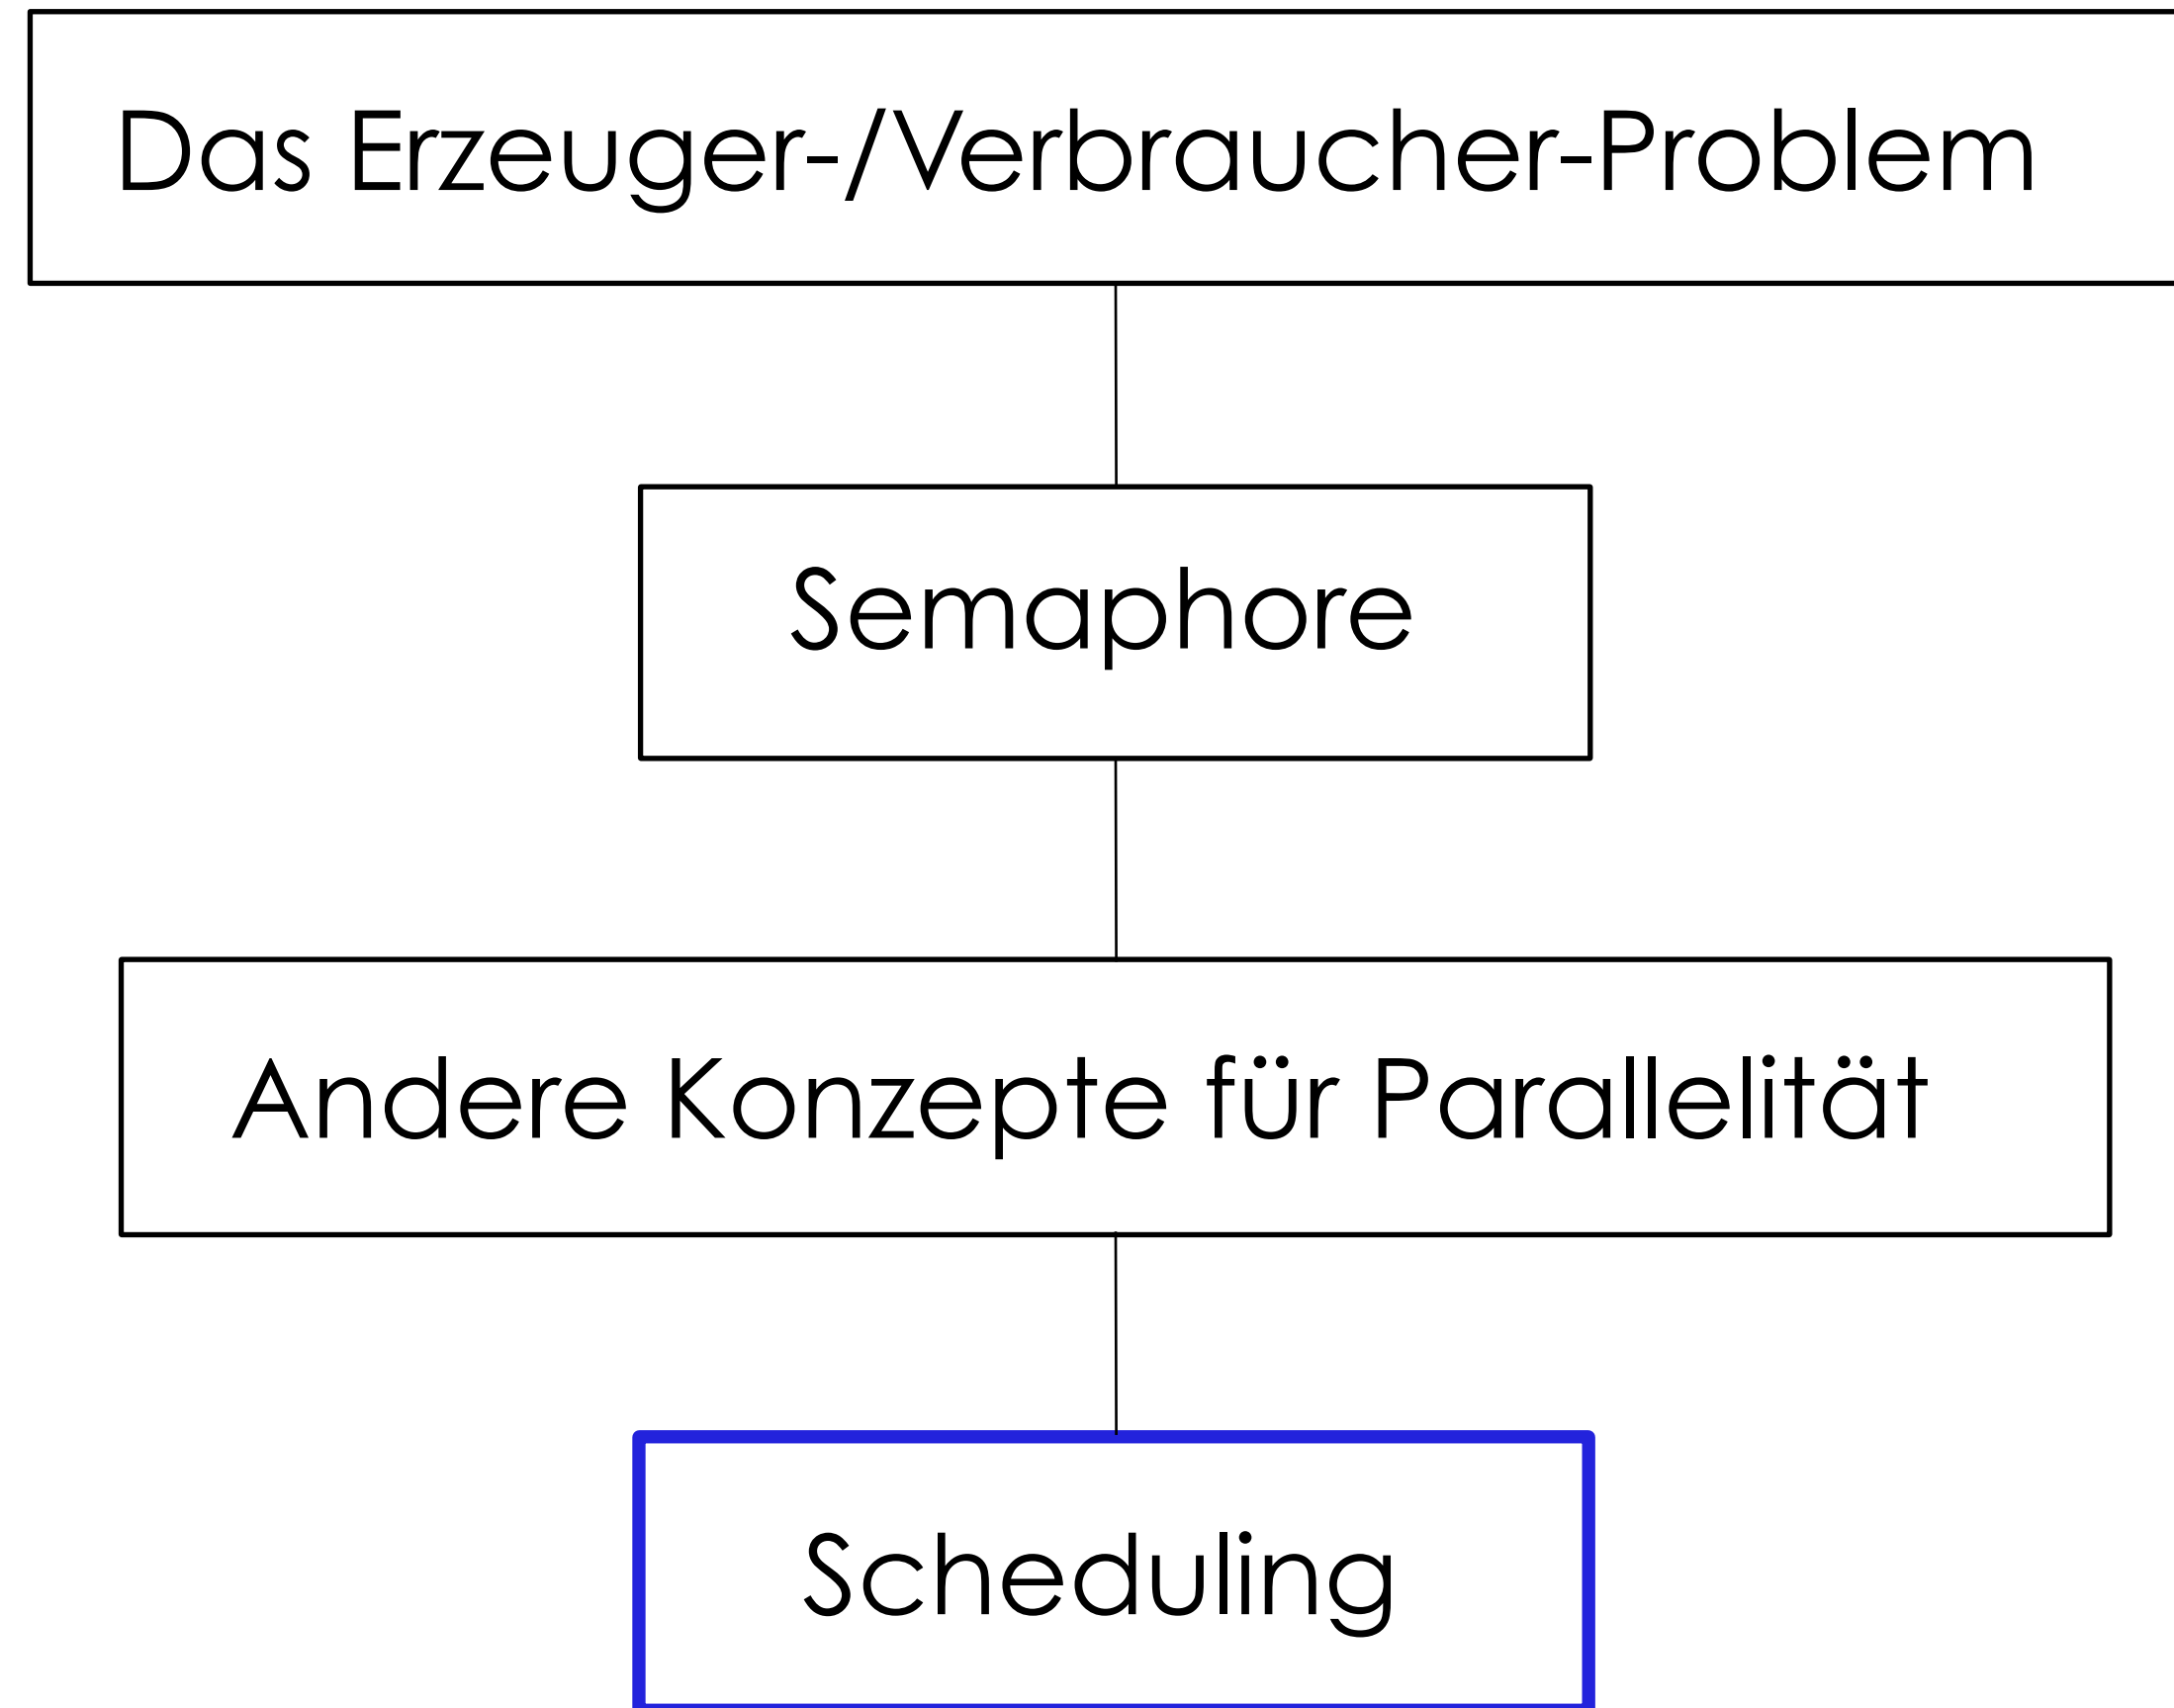 Das Erzeuger-/Verbraucher-Problem
Semaphore
Andere Konzepte für Parallelität
Scheduling